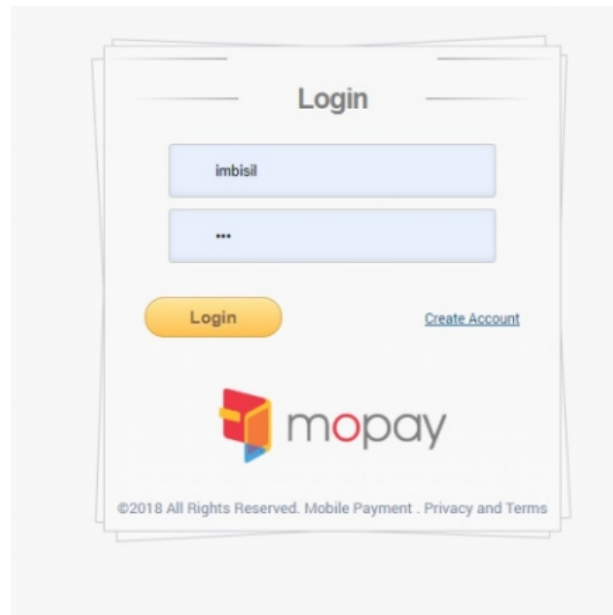 Login
imbisil
•••
Login Create Account
mopay
©2018 All Rights Reserved. Mobile Payment . Privacy and Terms